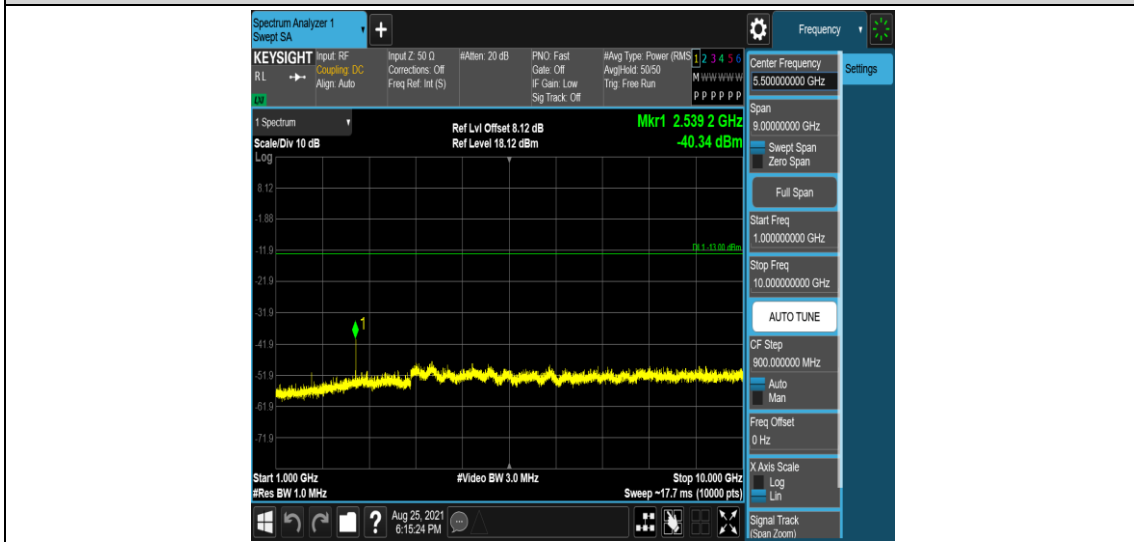 Spectrum Analyzer 1
Swept SA
+
Frequency
KEYSIGHT
RL
Input: RF
Coupling: DC
Align: Auto
Input Z: 50 Ω
Corrections: Off
Freq Ref: Int (S)
#Atten: 20 dB
PNO: Fast
Gate: Off
IF Gain: Low
Sig Track: Off
#Avg Type: Power (RMS
Avg|Hold: 50/50
Trig: Free Run
1 2 3 4 5 6
M W W W W W
P P P P P P
1 Spectrum
Scale/Div 10 dB
Log
Ref Lvl Offset 8.12 dB
Ref Level 18.12 dBm
Mkr1 2.539 2 GHz
-40.34 dBm
8.12
-1.88
-11.9
-21.9
-31.9
-41.9
-51.9
-61.9
-71.9
DL1 -13.00 dBm
1
Start 1.000 GHz
#Res BW 1.0 MHz
#Video BW 3.0 MHz
Stop 10.000 GHz
Sweep ~17.7 ms (10000 pts)
Center Frequency
5.500000000 GHz
Settings
Span
9.00000000 GHz
Swept Span
Zero Span
Full Span
Start Freq
1.000000000 GHz
Stop Freq
10.000000000 GHz
AUTO TUNE
CF Step
900.000000 MHz
Auto
Man
Freq Offset
0 Hz
X Axis Scale
Log
Lin
Signal Track
(Span Zoom)
?
Aug 25, 2021
6:15:24 PM